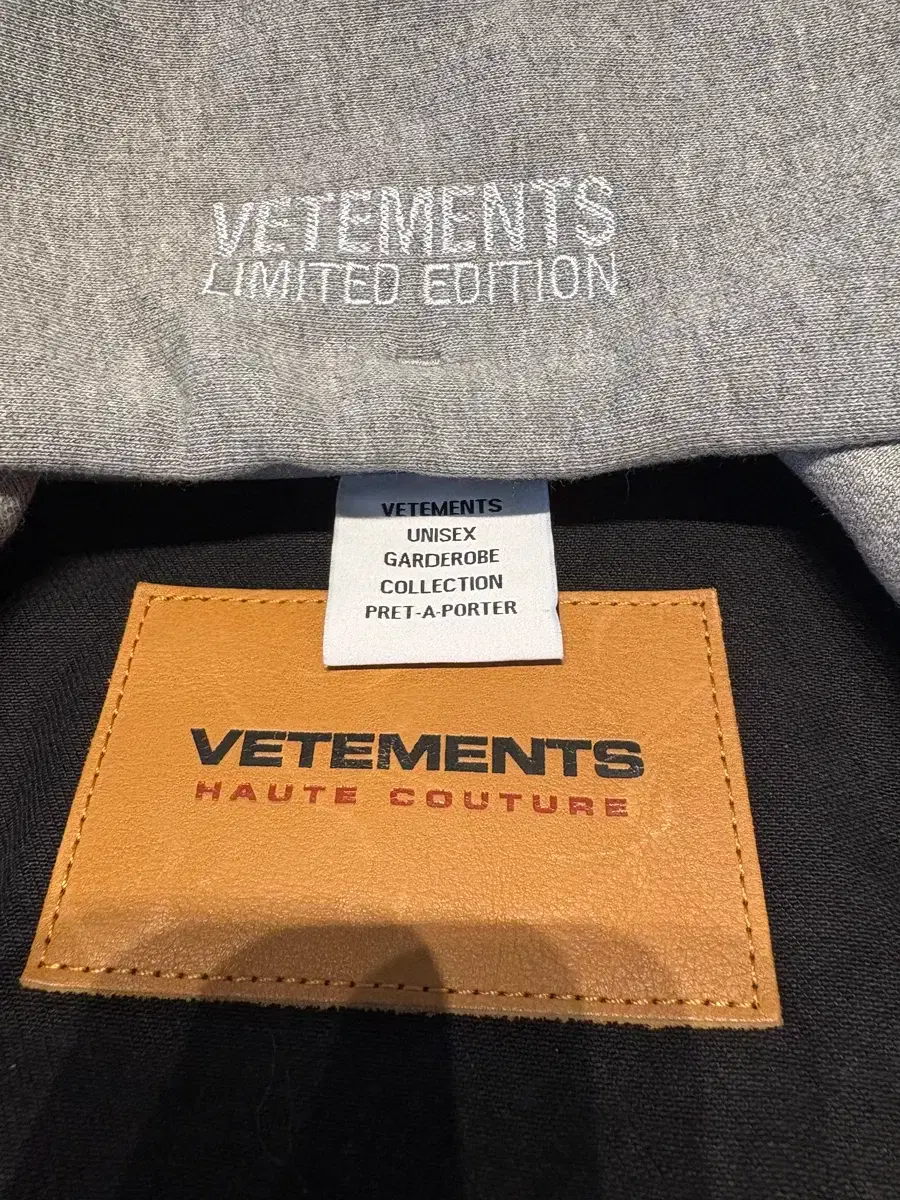 VETEMENTS
LIMITED EDITION
VETEMENTS
UNISEX
GARDEROBE
COLLECTION
PRET-A-PORTER
VETEMENTS
HAUTE COUTURE